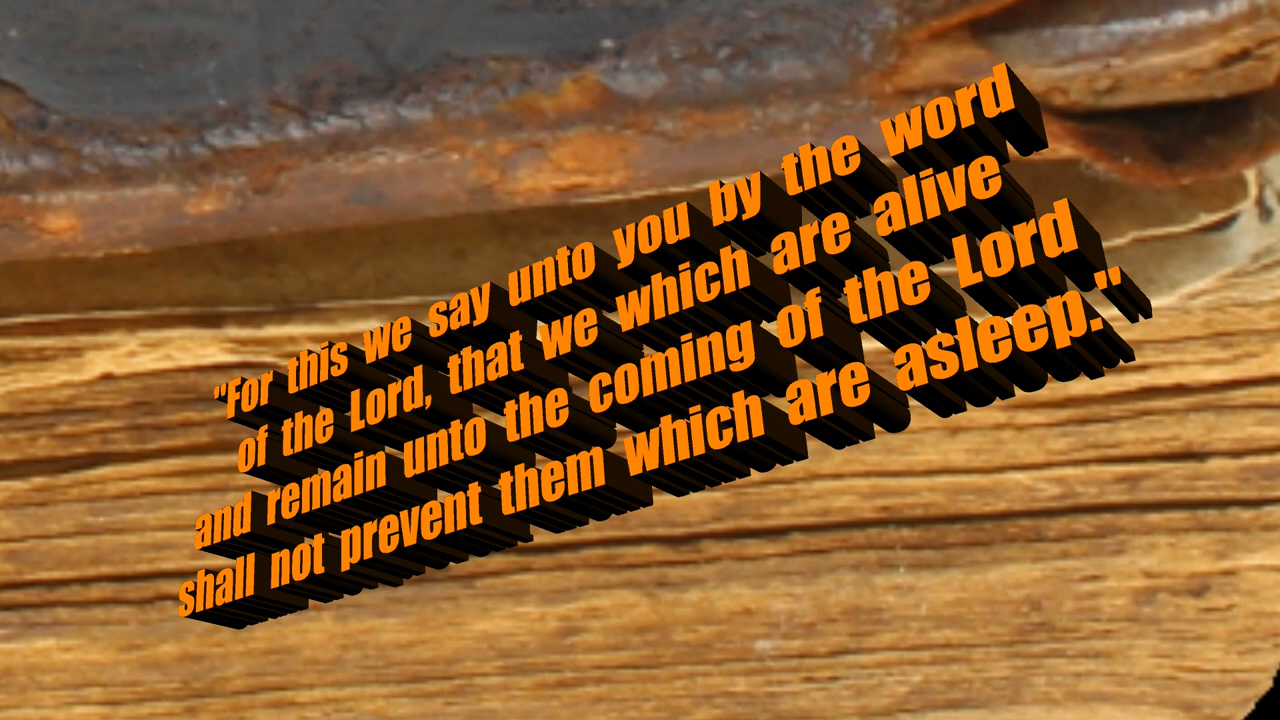 "For this we say unto you by the word
of the Lord, that we which are alive
and remain unto the coming of the Lord
shall not prevent them which are asleep."